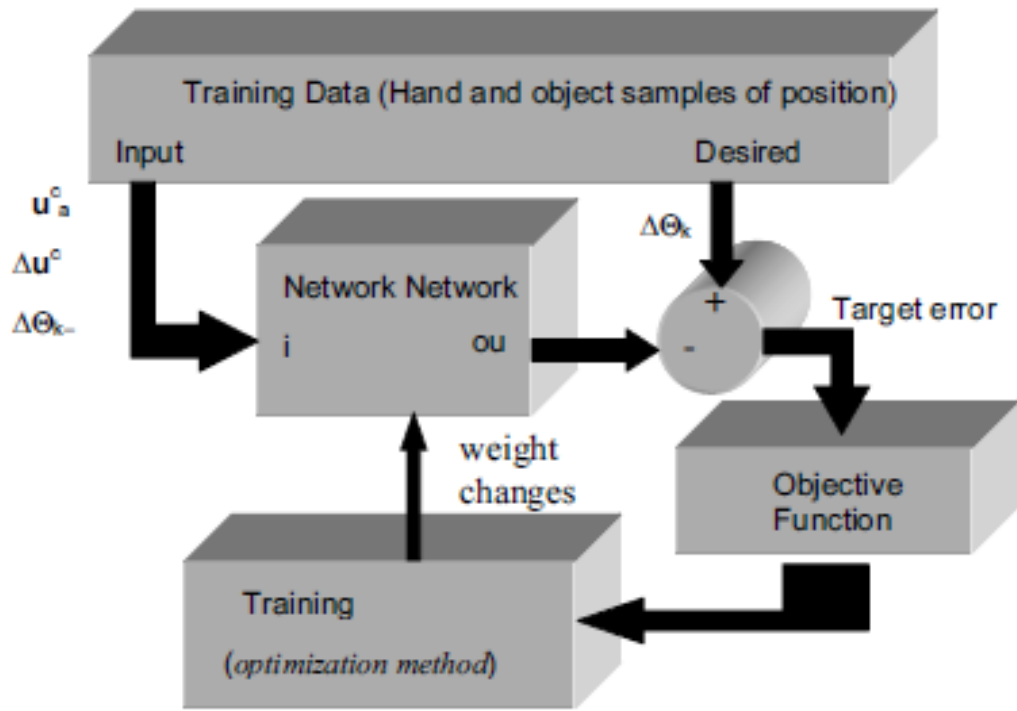 Training Data (Hand and object samples of position)
Input
Desired
u^c_a
Δu^c
ΔΘ_k–
ΔΘ_k
Network Network
i
ou
+
-
Target error
weight
changes
Objective
Function
Training
(optimization method)